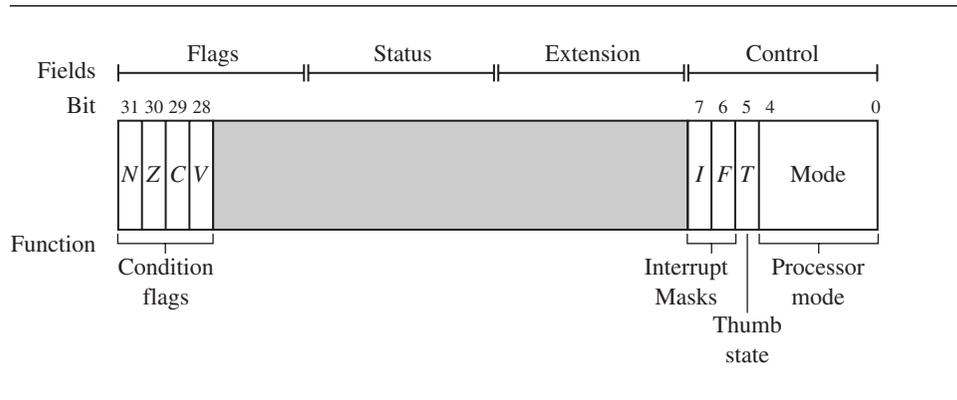 Fields Flags Status Extension Control
Bit 31 30 29 28 7 6 5 4 0
N Z C V I F T Mode
Function
Condition Interrupt Processor
flags Masks mode
Thumb
state